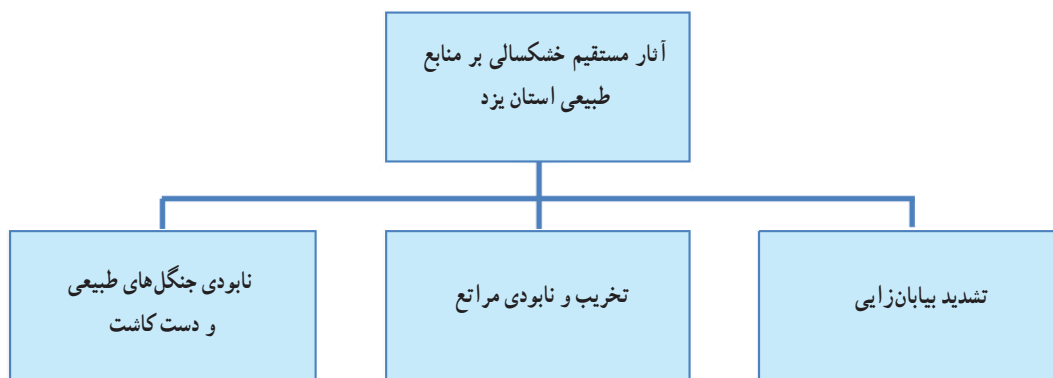 آثار مستقیم خشکسالی بر منابع
طبیعی استان یزد
تشدید بیابان‌زایی
تخریب و نابودی مراتع
نابودی جنگل‌های طبیعی
و دست کاشت